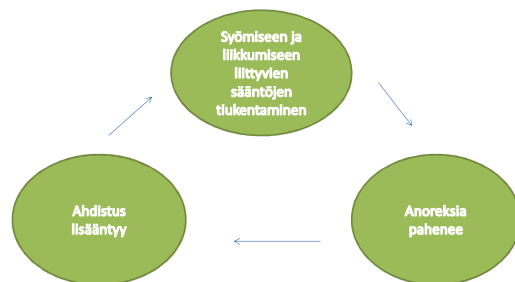 Syömiseen ja
liikkumiseen
liittyvien
sääntöjen
tiukentaminen
Ahdistus
lisääntyy
Anoreksia
pahenee